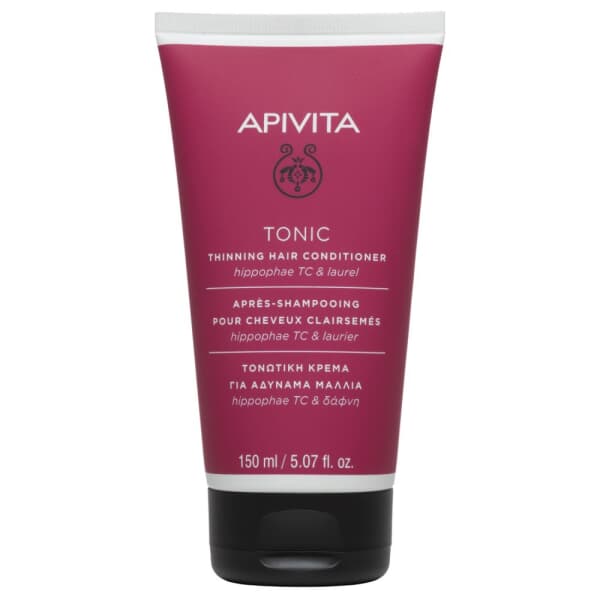 APIVITA
TONIC
THINNING HAIR CONDITIONER
hippophae TC & laurel
APRÈS-SHAMPOOING
POUR CHEVEUX CLAIRSEMÉS
hippophae TC & laurier
ΤΟΝΩΤΙΚΗ ΚΡΕΜΑ
ΓΙΑ ΑΔΥΝΑΜΑ ΜΑΛΛΙΑ
hippophae TC & δάφνη
150 ml / 5.07 fl. oz.